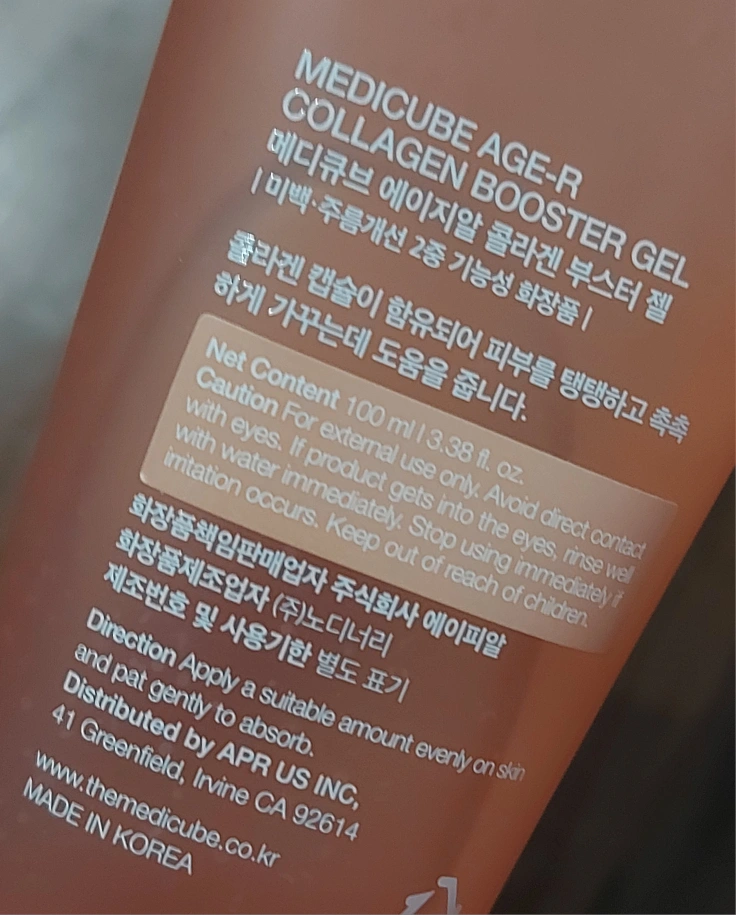 MEDICUBE AGE-R
COLLAGEN BOOSTER GEL
메디큐브 에이지알 콜라겐 부스터 젤
| 미백·주름개선 2중 기능성 화장품 |
콜라겐 캡슐이 함유되어 피부를 탱탱하고 촉촉
하게 가꾸는데 도움을 줍니다.
Net Content 100 ml | 3.38 fl. oz.
Caution For external use only. Avoid direct contact
with eyes. If product gets into the eyes, rinse well
with water immediately. Stop using immediately if
irritation occurs. Keep out of reach of children.
화장품책임판매업자 주식회사 에이피알
화장품제조업자 (주)노디너리
제조번호 및 사용기한 별도 표기
Direction Apply a suitable amount evenly on skin
and pat gently to absorb.
Distributed by APR US INC,
41 Greenfield, Irvine CA 92614
www.themedicube.co.kr
MADE IN KOREA